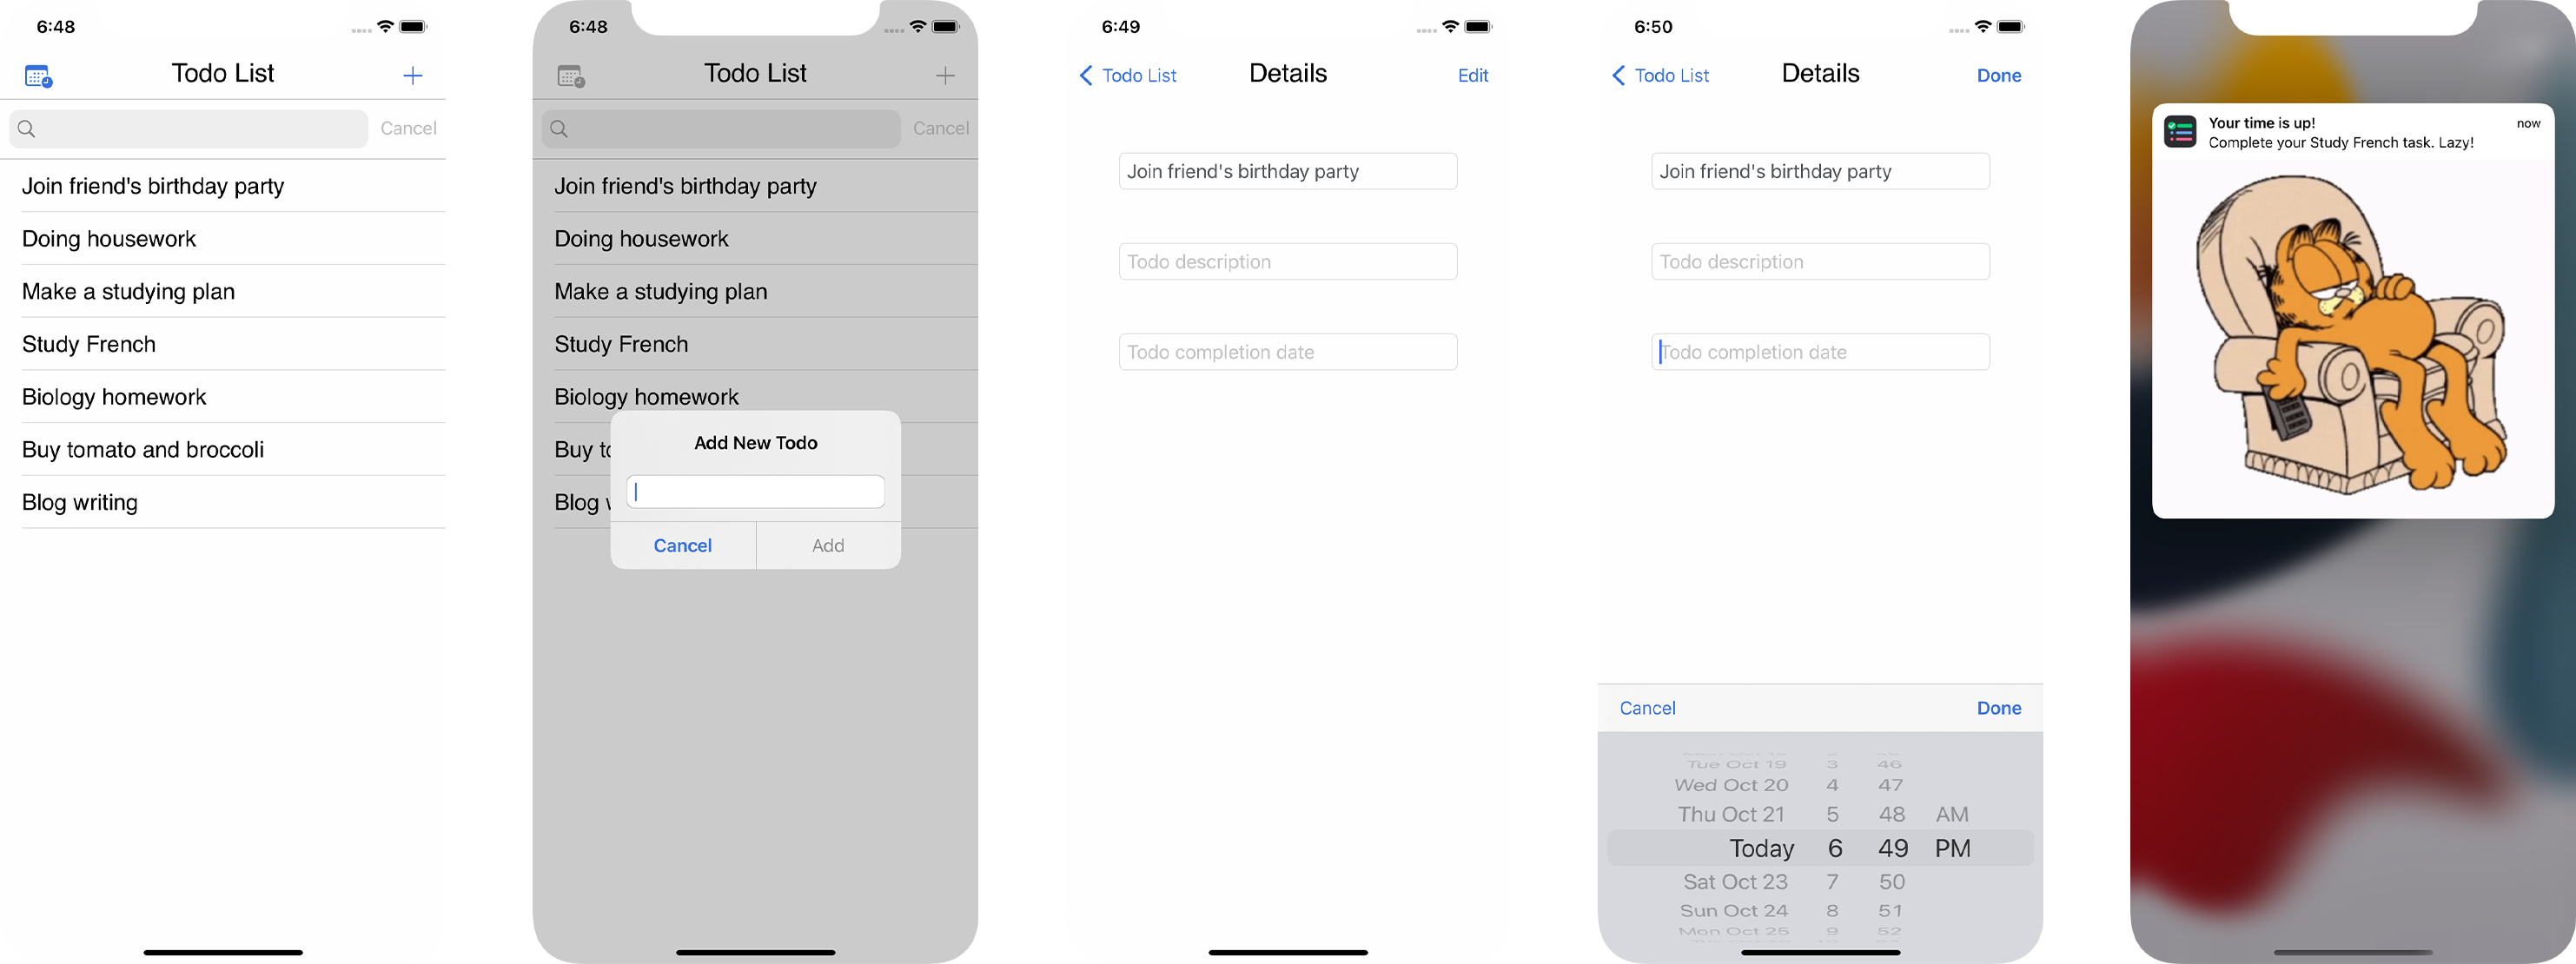 6:48
Todo List
Cancel
Join friend's birthday party
Doing housework
Make a studying plan
Study French
Biology homework
Buy tomato and broccoli
Blog writing
6:48
Todo List
Cancel
Join friend's birthday party
Doing housework
Make a studying plan
Study French
Biology homework
Buy to
Blog
Add New Todo
Cancel Add
6:49
Todo List Details Edit
Join friend's birthday party
Todo description
Todo completion date
6:50
Todo List Details Done
Join friend's birthday party
Todo description
Todo completion date
Cancel Done
Tue Oct 19 3 46
Wed Oct 20 4 47
Thu Oct 21 5 48 AM
Today 6 49 PM
Sat Oct 23 7 50
Sun Oct 24 8 51
Mon Oct 25 9 52
Your time is up! now
Complete your Study French task. Lazy!